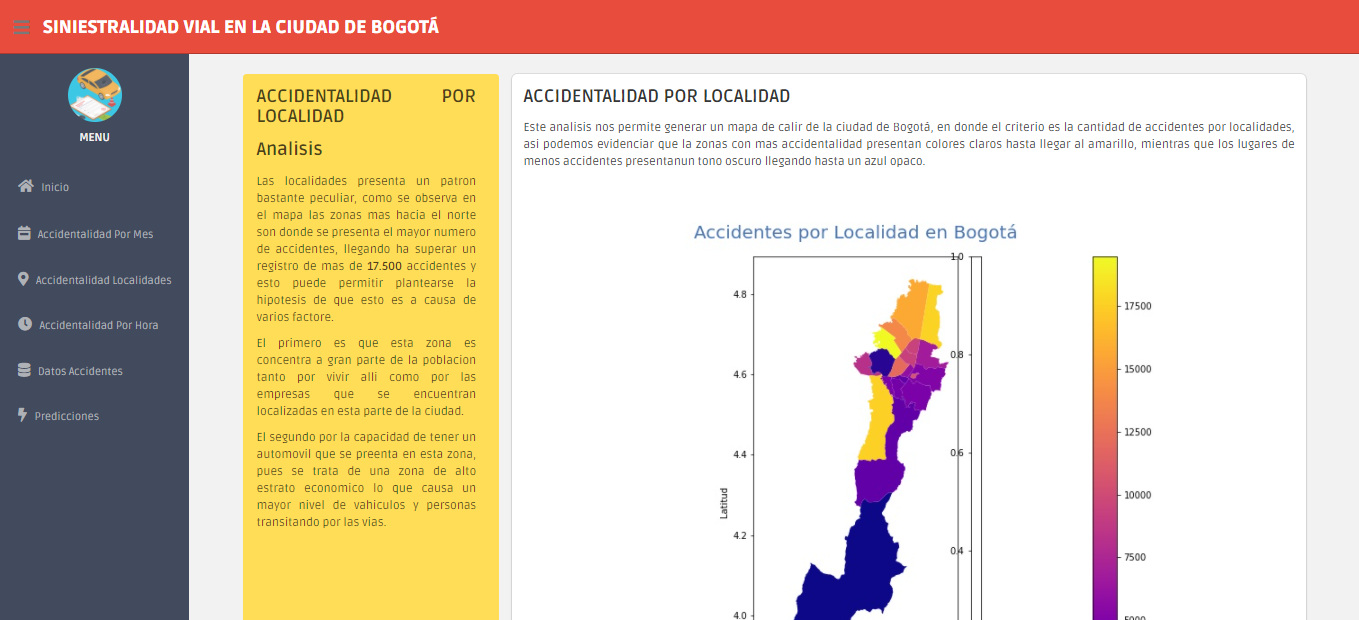 SINIESTRALIDAD VIAL EN LA CIUDAD DE BOGOTÁ
MENU
Inicio
Accidentalidad Por Mes
Accidentalidad Localidades
Accidentalidad Por Hora
Datos Accidentes
Predicciones
ACCIDENTALIDAD POR
LOCALIDAD
Analisis
Las localidades presenta un patron
bastante peculiar, como se observa en
el mapa las zonas mas hacia el norte
son donde se presenta el mayor numero
de accidentes, llegando ha superar un
registro de mas de 17.500 accidentes y
esto puede permitir plantearse la
hipotesis de que esto es a causa de
varios factore.
El primero es que esta zona es
concentra a gran parte de la poblacion
tanto por vivir alli como por las
empresas que se encuentran
localizadas en esta parte de la ciudad.
El segundo por la capacidad de tener un
automovil que se preenta en esta zona,
pues se trata de una zona de alto
estrato economico lo que causa un
mayor nivel de vahiculos y personas
transitando por las vias.
ACCIDENTALIDAD POR LOCALIDAD
Este analisis nos permite generar un mapa de calir de la ciudad de Bogotá, en donde el criterio es la cantidad de accidentes por localidades,
asi podemos evidenciar que la zonas con mas accidentalidad presentan colores claros hasta llegar al amarillo, mientras que los lugares de
menos accidentes presentanun tono oscuro llegando hasta un azul opaco.
Accidentes por Localidad en Bogotá
4.8
4.6
4.4
4.2
4.0
Latitud
1.0
0.8
0.6
0.4
17500
15000
12500
10000
7500
5000